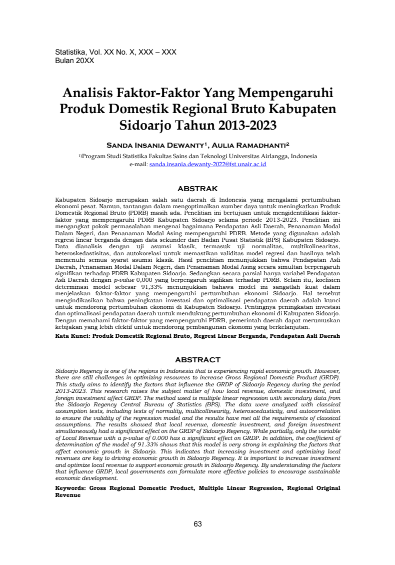 Statistika, Vol. XX No. X, XXX – XXX
Bulan 20XX
Analisis Faktor-Faktor Yang Mempengaruhi
Produk Domestik Regional Bruto Kabupaten
Sidoarjo Tahun 2013-2023
SANDA INSANIA DEWANTY¹, AULIA RAMADHANTI²
¹²Program Studi Statistika Fakultas Sains dan Teknologi Universitas Airlangga, Indonesia
e-mail: sanda.insania.dewanty-2022@fst.unair.ac.id
ABSTRAK
Kabupaten Sidoarjo merupakan salah satu daerah di Indonesia yang mengalami pertumbuhan
ekonomi pesat. Namun, tantangan dalam mengoptimalkan sumber daya untuk meningkatkan Produk
Domestik Regional Bruto (PDRB) masih ada. Penelitian ini bertujuan untuk mengidentifikasi faktor-
faktor yang mempengaruhi PDRB Kabupaten Sidoarjo selama periode 2013-2023. Penelitian ini
mengangkat pokok permasalahan mengenai bagaimana Pendapatan Asli Daerah, Penanaman Modal
Dalam Negeri, dan Penanaman Modal Asing mempengaruhi PDRB. Metode yang digunakan adalah
regresi linear berganda dengan data sekunder dari Badan Pusat Statistik (BPS) Kabupaten Sidoarjo.
Data dianalisis dengan uji asumsi klasik, termasuk uji normalitas, multikolinearitas,
heteroskedastisitas, dan autokorelasi untuk memastikan validitas model regresi dan hasilnya telah
memenuhi semua syarat asumsi klasik. Hasil penelitian menunjukkan bahwa Pendapatan Asli
Daerah, Penanaman Modal Dalam Negeri, dan Penanaman Modal Asing secara simultan berpengaruh
signifikan terhadap PDRB Kabupaten Sidoarjo. Sedangkan secara parsial hanya variabel Pendapatan
Asli Daerah dengan p-value 0,000 yang berpengaruh signifikan terhadap PDRB. Selain itu, koefisien
determinasi model sebesar 91,33% menunjukkan bahwa model ini sangatlah kuat dalam
menjelaskan faktor-faktor yang mempengaruhi pertumbuhan ekonomi Sidoarjo. Hal tersebut
mengindikasikan bahwa peningkatan investasi dan optimalisasi pendapatan daerah adalah kunci
untuk mendorong pertumbuhan ekonomi di Kabupaten Sidoarjo. Pentingnya peningkatan investasi
dan optimalisasi pendapatan daerah untuk mendukung pertumbuhan ekonomi di Kabupaten Sidoarjo.
Dengan memahami faktor-faktor yang mempengaruhi PDRB, pemerintah daerah dapat merumuskan
kebijakan yang lebih efektif untuk mendorong pembangunan ekonomi yang berkelanjutan.
Kata Kunci: Produk Domestik Regional Bruto, Regresi Linear Berganda, Pendapatan Asli Daerah
ABSTRACT
Sidoarjo Regency is one of the regions in Indonesia that is experiencing rapid economic growth. However,
there are still challenges in optimizing resources to increase Gross Regional Domestic Product (GRDP).
This study aims to identify the factors that influence the GRDP of Sidoarjo Regency during the period
2013-2023. This research raises the subject matter of how local revenue, domestic investment, and
foreign investment affect GRDP. The method used is multiple linear regression with secondary data from
the Sidoarjo Regency Central Bureau of Statistics (BPS). The data were analyzed with classical
assumption tests, including tests of normality, multicollinearity, heteroscedasticity, and autocorrelation
to ensure the validity of the regression model and the results have met all the requirements of classical
assumptions. The results showed that local revenue, domestic investment, and foreign investment
simultaneously had a significant effect on the GRDP of Sidoarjo Regency. While partially, only the variable
of Local Revenue with a p-value of 0.000 has a significant effect on GRDP. In addition, the coefficient of
determination of the model of 91.33% shows that this model is very strong in explaining the factors that
affect economic growth in Sidoarjo. This indicates that increasing investment and optimizing local
revenues are key to driving economic growth in Sidoarjo Regency. It is important to increase investment
and optimize local revenue to support economic growth in Sidoarjo Regency. By understanding the factors
that influence GRDP, local governments can formulate more effective policies to encourage sustainable
economic development.
Keywords: Gross Regional Domestic Product, Multiple Linear Regression, Regional Original
Revenue
63